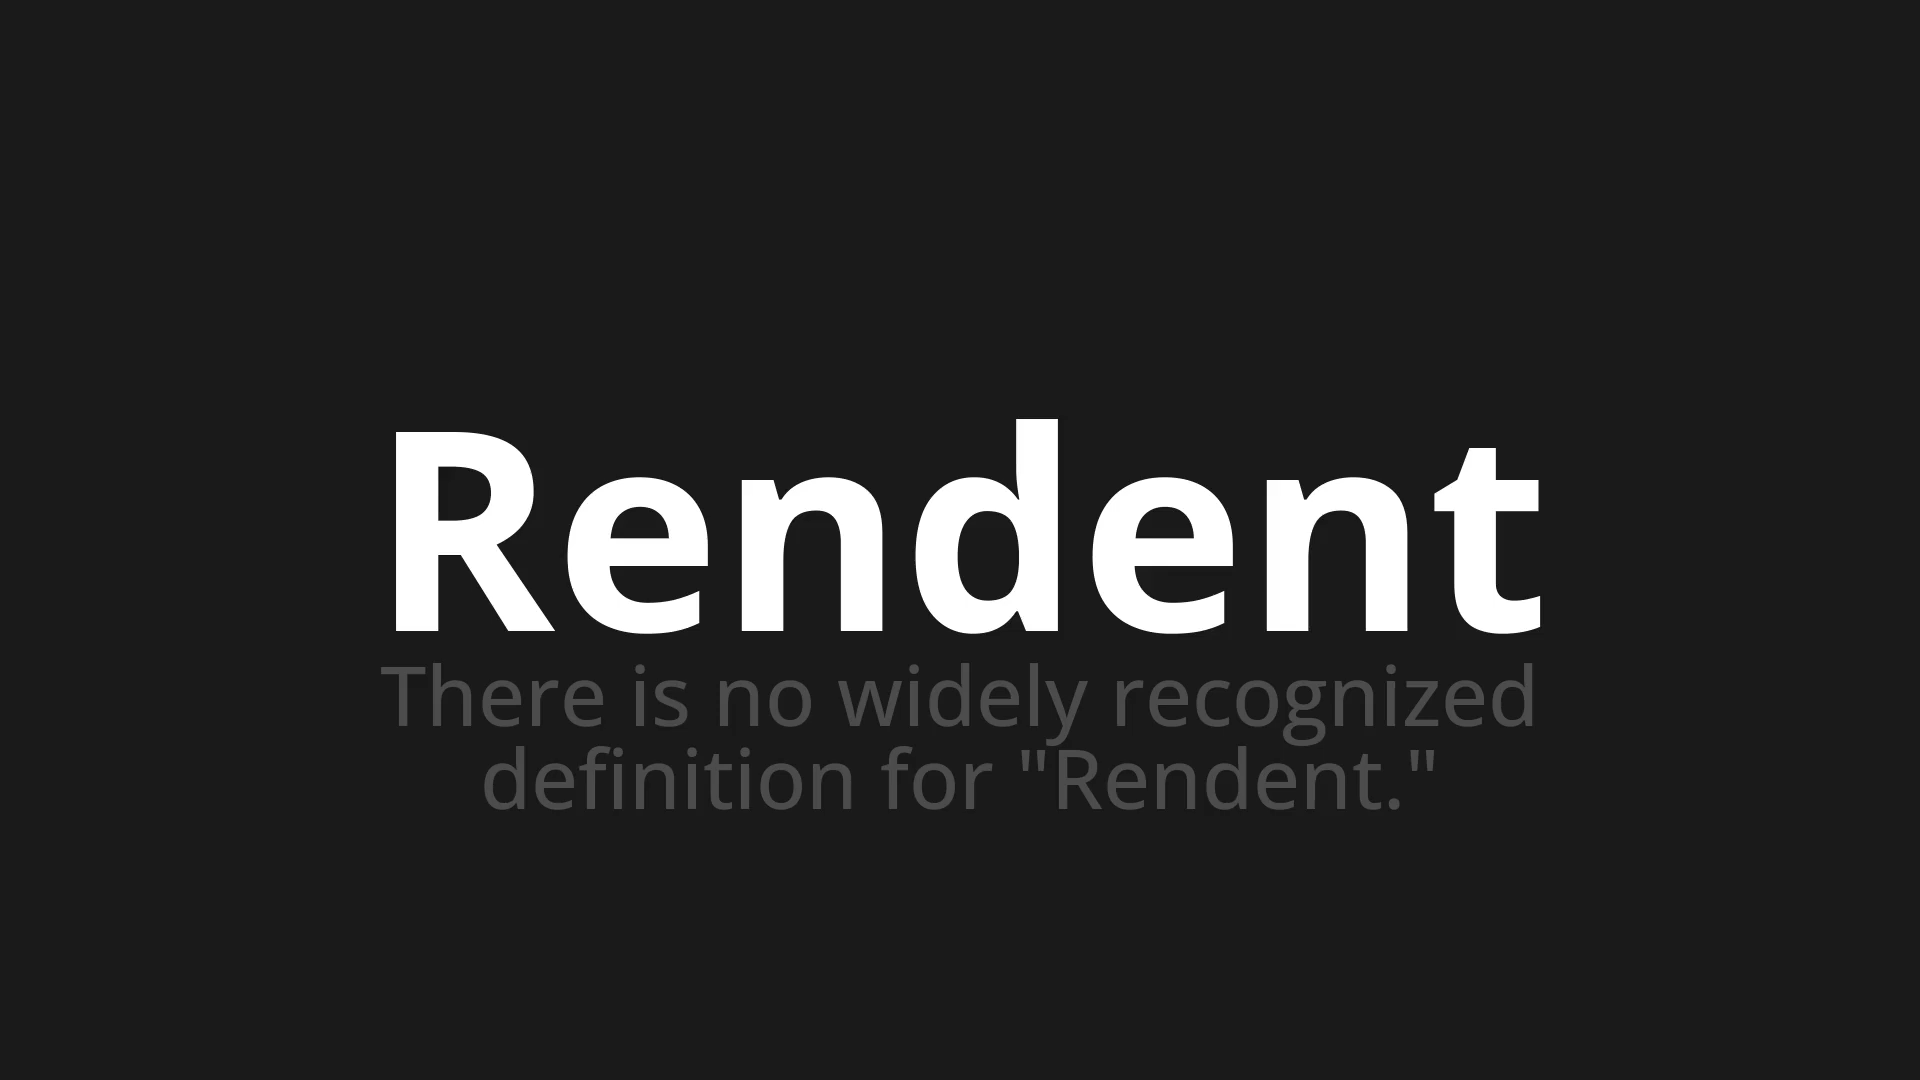 Rendent
There is no widely recognized
definition for "Rendent."